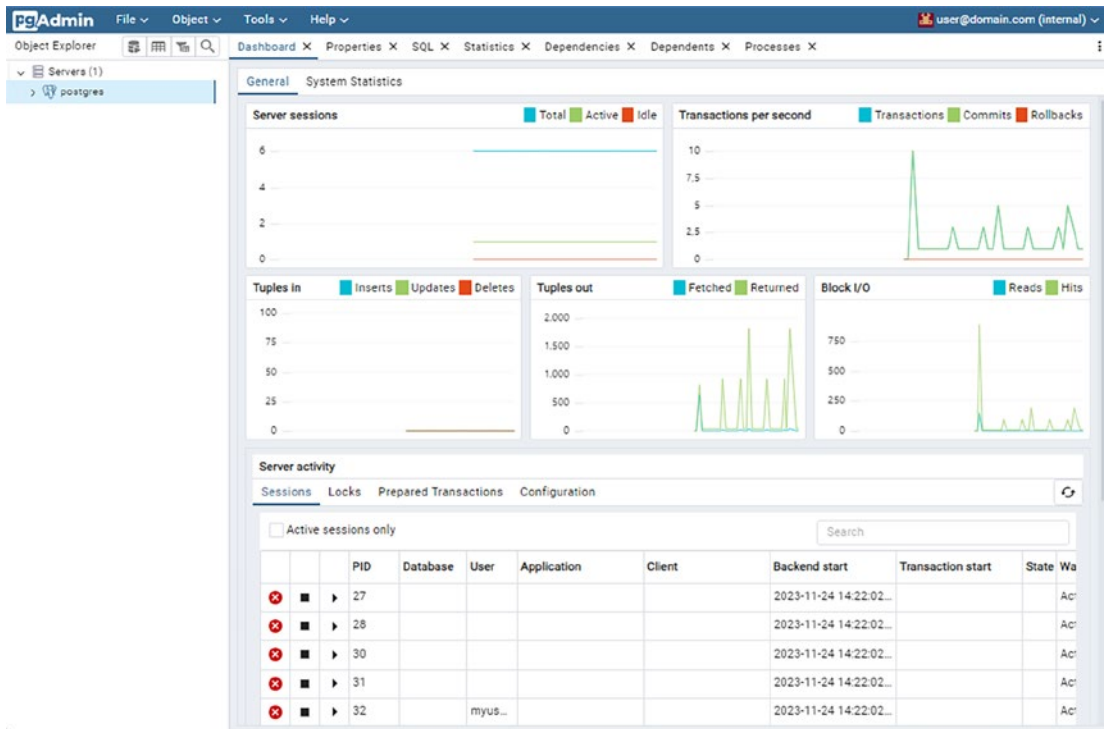 pgAdmin File Object Tools Help user@domain.com (internal)
Object Explorer
Dashboard X Properties X SQL X Statistics X Dependencies X Dependents X Processes X
Servers (1)
postgres
General System Statistics
Server sessions Total Active Idle
6
4
2
0
Transactions per second Transactions Commits Rollbacks
10
7.5
5
2.5
0
Tuples in Inserts Updates Deletes
100
75
50
25
0
Tuples out Fetched Returned
2.000
1.500
1.000
500
0
Block I/O Reads Hits
750
500
250
0
Server activity
Sessions Locks Prepared Transactions Configuration
Active sessions only Search
PID Database User Application Client Backend start Transaction start State Wa
27 2023-11-24 14:22:02... Act
28 2023-11-24 14:22:02... Act
30 2023-11-24 14:22:02... Act
31 2023-11-24 14:22:02... Act
32 myus... 2023-11-24 14:22:02... Act